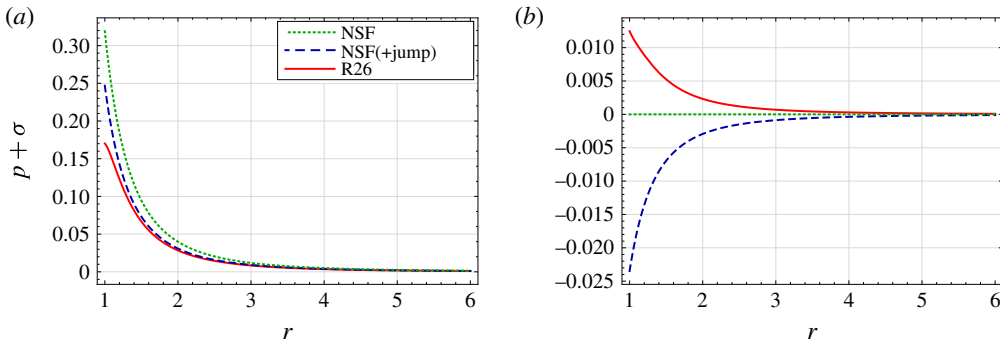 (a)
0.30
0.25
0.20
0.15
0.10
0.05
0
p + σ
1 2 3 4 5 6
r
NSF
NSF(+jump)
R26
(b)
0.010
0.005
0
−0.005
−0.010
−0.015
−0.020
−0.025
1 2 3 4 5 6
r